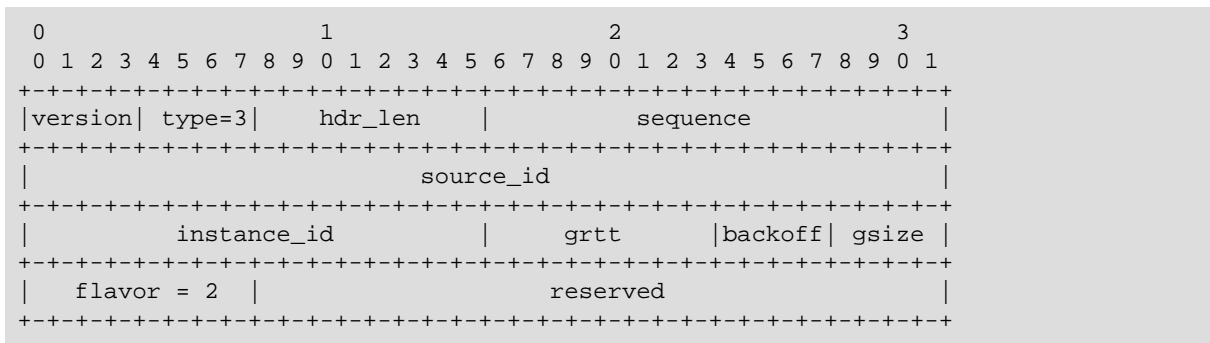 0                   1                   2                   3
 0 1 2 3 4 5 6 7 8 9 0 1 2 3 4 5 6 7 8 9 0 1 2 3 4 5 6 7 8 9 0 1
+-+-+-+-+-+-+-+-+-+-+-+-+-+-+-+-+-+-+-+-+-+-+-+-+-+-+-+-+-+-+-+-+
|version| type=3|    hdr_len    |          sequence             |
+-+-+-+-+-+-+-+-+-+-+-+-+-+-+-+-+-+-+-+-+-+-+-+-+-+-+-+-+-+-+-+-+
|                           source_id                           |
+-+-+-+-+-+-+-+-+-+-+-+-+-+-+-+-+-+-+-+-+-+-+-+-+-+-+-+-+-+-+-+-+
|          instance_id          |     grtt      |backoff| gsize |
+-+-+-+-+-+-+-+-+-+-+-+-+-+-+-+-+-+-+-+-+-+-+-+-+-+-+-+-+-+-+-+-+
|   flavor = 2  |                    reserved                   |
+-+-+-+-+-+-+-+-+-+-+-+-+-+-+-+-+-+-+-+-+-+-+-+-+-+-+-+-+-+-+-+-+